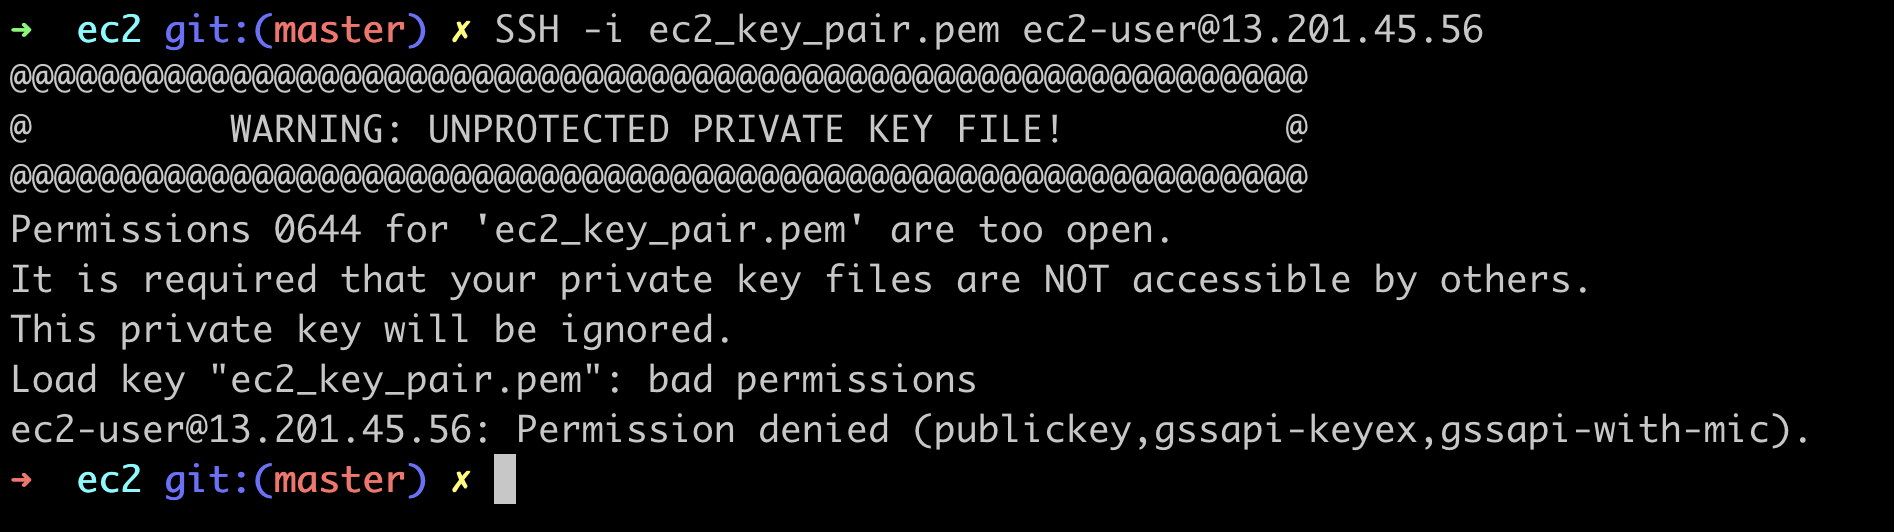 ➜  ec2 git:(master) ✗ SSH -i ec2_key_pair.pem ec2-user@13.201.45.56
@@@@@@@@@@@@@@@@@@@@@@@@@@@@@@@@@@@@@@@@@@@@@@@@@@@@@@@@@@@
@         WARNING: UNPROTECTED PRIVATE KEY FILE!          @
@@@@@@@@@@@@@@@@@@@@@@@@@@@@@@@@@@@@@@@@@@@@@@@@@@@@@@@@@@@
Permissions 0644 for 'ec2_key_pair.pem' are too open.
It is required that your private key files are NOT accessible by others.
This private key will be ignored.
Load key "ec2_key_pair.pem": bad permissions
ec2-user@13.201.45.56: Permission denied (publickey,gssapi-keyex,gssapi-with-mic).
➜  ec2 git:(master) ✗